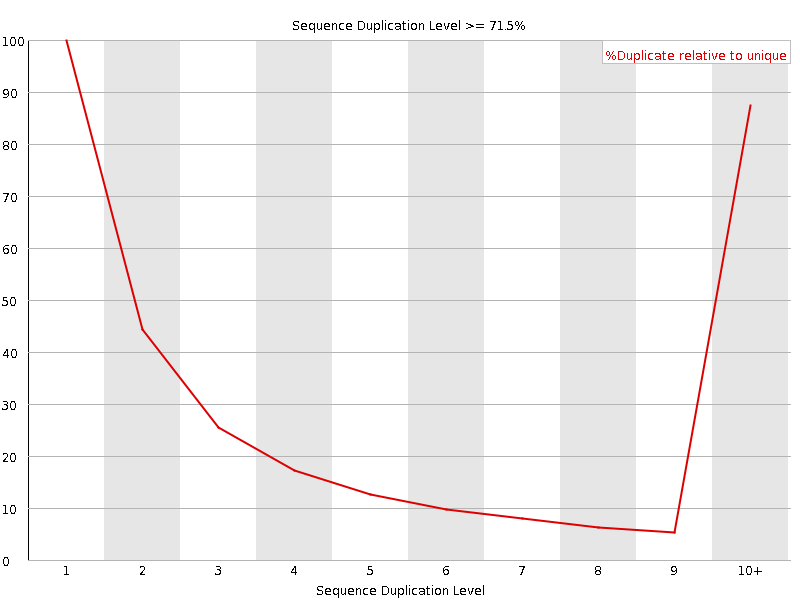 Sequence Duplication Level >= 71.5%
%Duplicate relative to unique
100
90
80
70
60
50
40
30
20
10
0
1 2 3 4 5 6 7 8 9 10+
Sequence Duplication Level